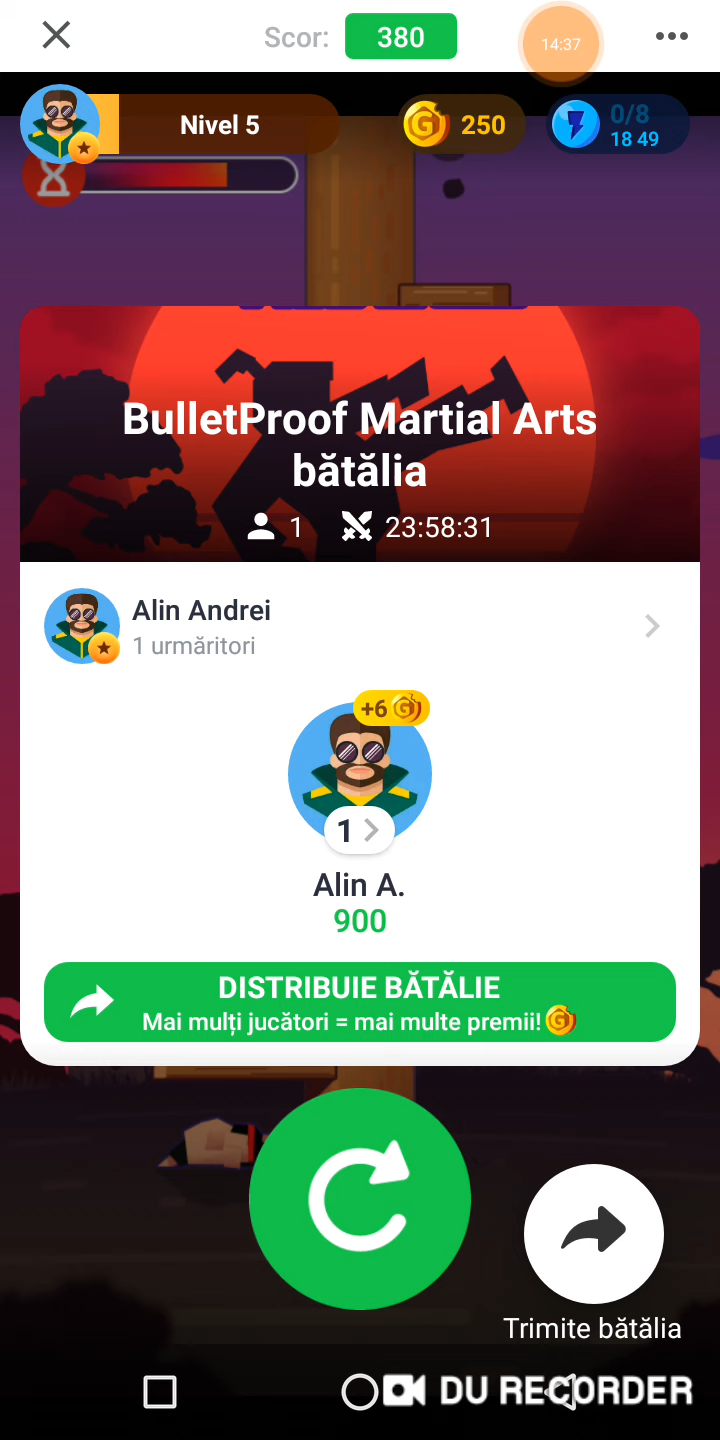 Scor: 380
14:37
Nivel 5
250
0/8
18 49
BulletProof Martial Arts
bătălia
1 23:58:31
Alin Andrei
1 urmăritori
+6
1
Alin A.
900
DISTRIBUIE BĂTĂLIE
Mai mulți jucători = mai multe premii!
Trimite bătălia
DU RECORDER